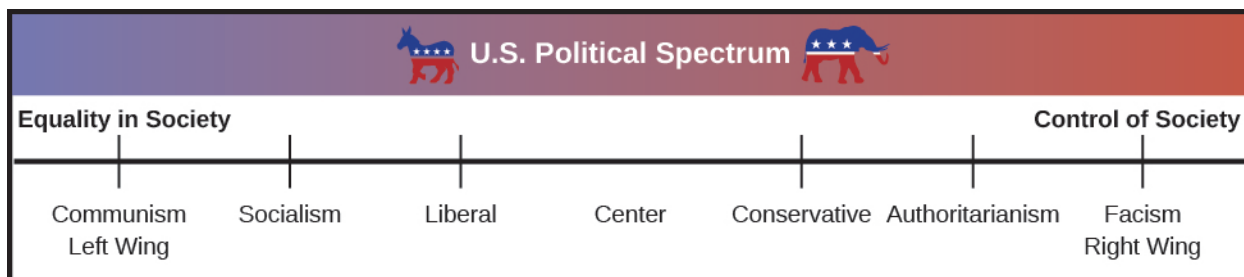 U.S. Political Spectrum
Equality in Society
Control of Society
Communism
Left Wing
Socialism
Liberal
Center
Conservative
Authoritarianism
Facism
Right Wing